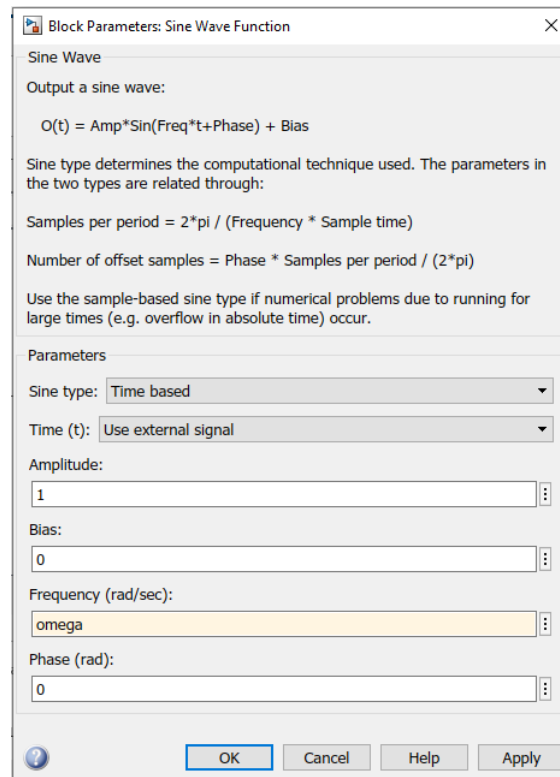 Block Parameters: Sine Wave Function
Sine Wave
Output a sine wave:
O(t) = Amp*Sin(Freq*t+Phase) + Bias
Sine type determines the computational technique used. The parameters in
the two types are related through:
Samples per period = 2*pi / (Frequency * Sample time)
Number of offset samples = Phase * Samples per period / (2*pi)
Use the sample-based sine type if numerical problems due to running for
large times (e.g. overflow in absolute time) occur.
Parameters
Sine type: Time based
Time (t): Use external signal
Amplitude:
1
Bias:
0
Frequency (rad/sec):
omega
Phase (rad):
0
OK Cancel Help Apply